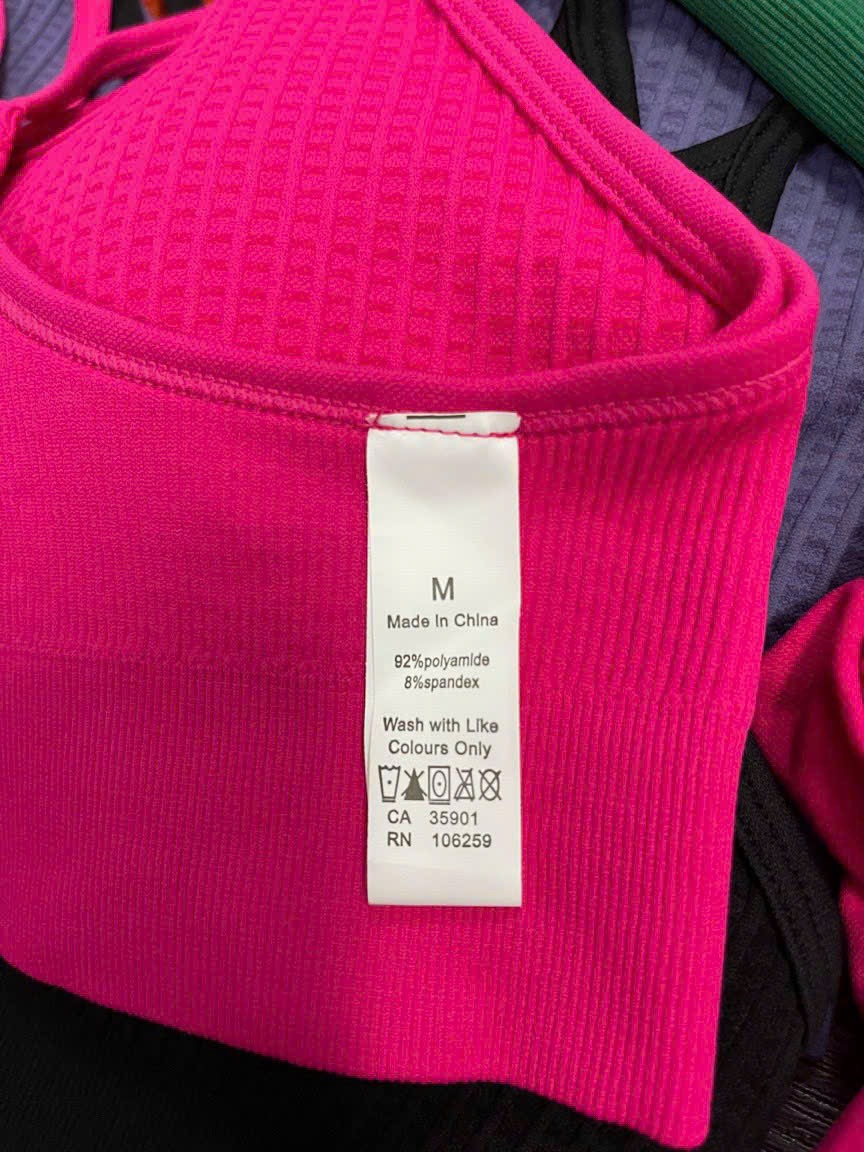 M
Made In China
92%polyamide
8%spandex
Wash with Like
Colours Only
CA 35901
RN 106259